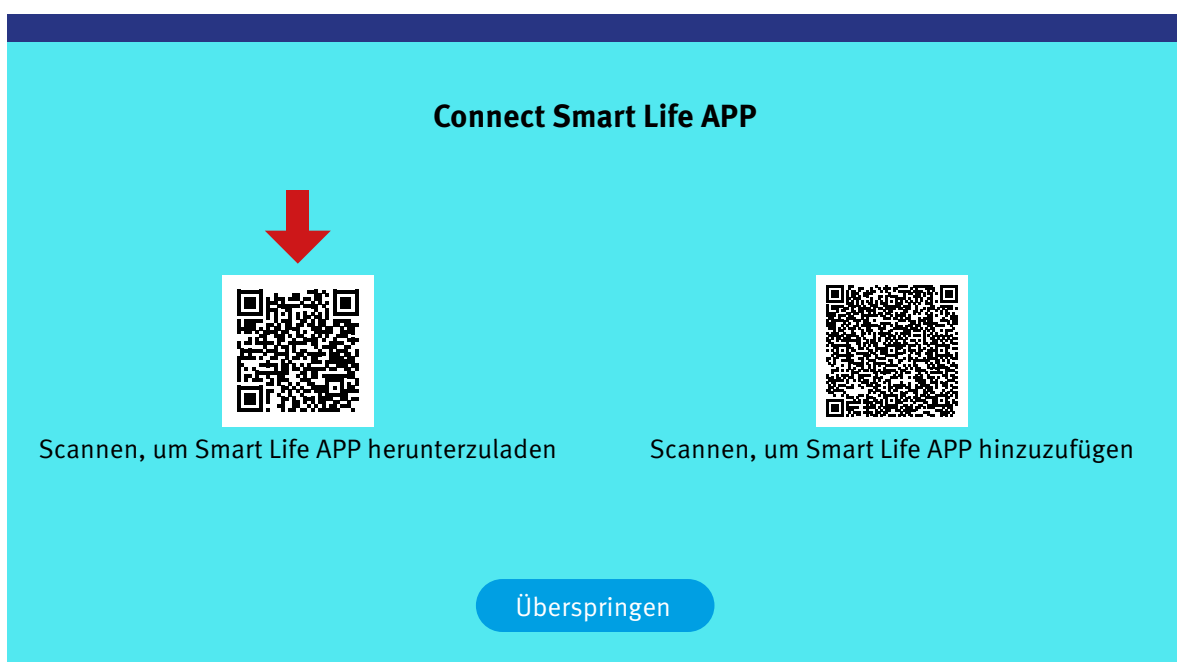 Connect Smart Life APP
Scannen, um Smart Life APP herunterzuladen
Scannen, um Smart Life APP hinzuzufügen
Überspringen